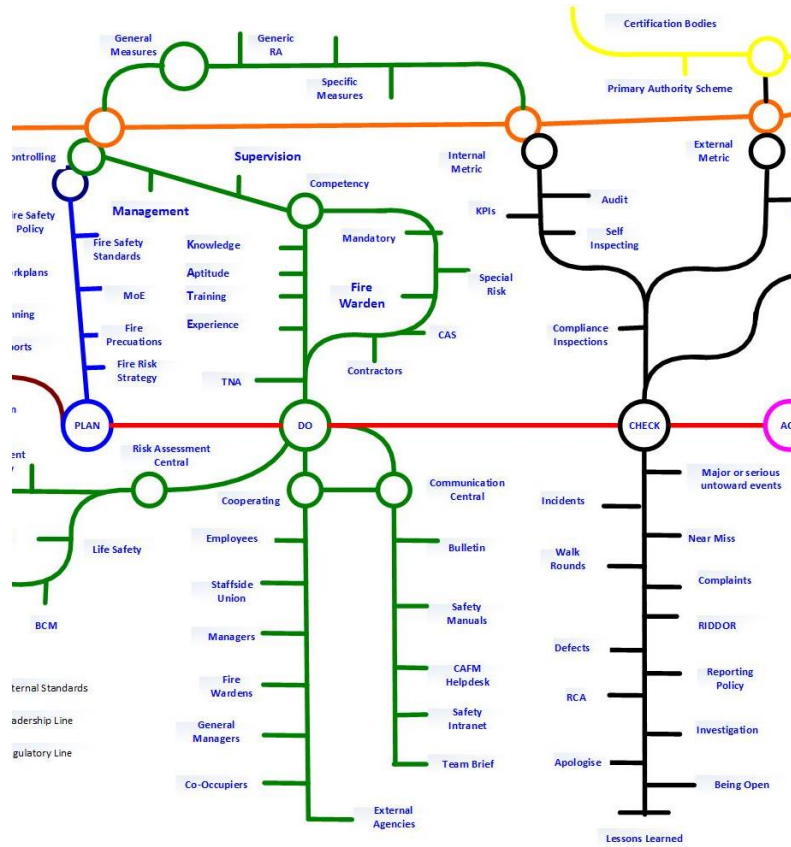 Certification Bodies
General
Measures
Generic
RA
Specific
Measures
Primary Authority Scheme
ontrolling
Supervision
Competency
Internal
Metric
External
Metric
Management
KPIs
Audit
Self
Inspecting
ire Safety
Policy
Fire Safety
Standards
Knowledge
Mandatory
rkplans
Aptitude
MoE
Training
Fire
Warden
Special
Risk
nning
Fire
Precuations
Experience
CAS
Compliance
Inspections
ports
Fire Risk
Strategy
TNA
Contractors
PLAN
DO
CHECK
AC
Risk Assessment
Central
Cooperating
Communication
Central
Major or serious
untoward events
Incidents
Employees
Bulletin
Near Miss
Life Safety
Walk
Rounds
Staffside
Union
Complaints
BCM
Safety
Manuals
RIDDOR
Managers
Defects
CAFM
Helpdesk
Reporting
Policy
Fire
Wardens
ternal Standards
RCA
Safety
Intranet
eadership Line
General
Managers
Investigation
gulatory Line
Team Brief
Apologise
Co-Occupiers
Being Open
External
Agencies
Lessons Learned